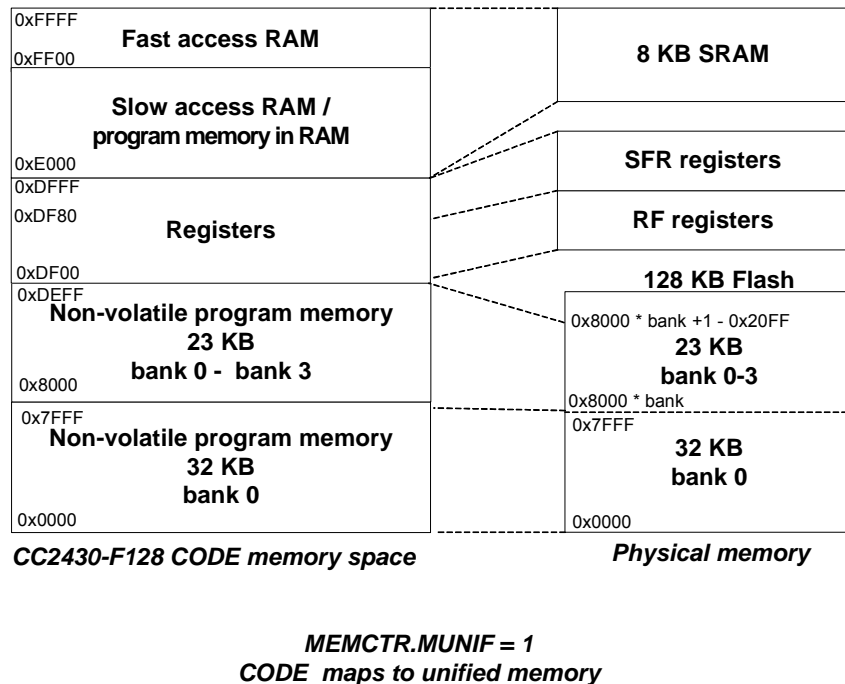 0xFFFF
Fast access RAM
0xFF00
Slow access RAM /
program memory in RAM
0xE000
0xDFFF
0xDF80
Registers
0xDF00
0xDEFF
Non-volatile program memory
23 KB
bank 0 - bank 3
0x8000
0x7FFF
Non-volatile program memory
32 KB
bank 0
0x0000
CC2430-F128 CODE memory space
8 KB SRAM
SFR registers
RF registers
128 KB Flash
0x8000 * bank +1 - 0x20FF
23 KB
bank 0-3
0x8000 * bank
0x7FFF
32 KB
bank 0
0x0000
Physical memory
MEMCTR.MUNIF = 1
CODE maps to unified memory